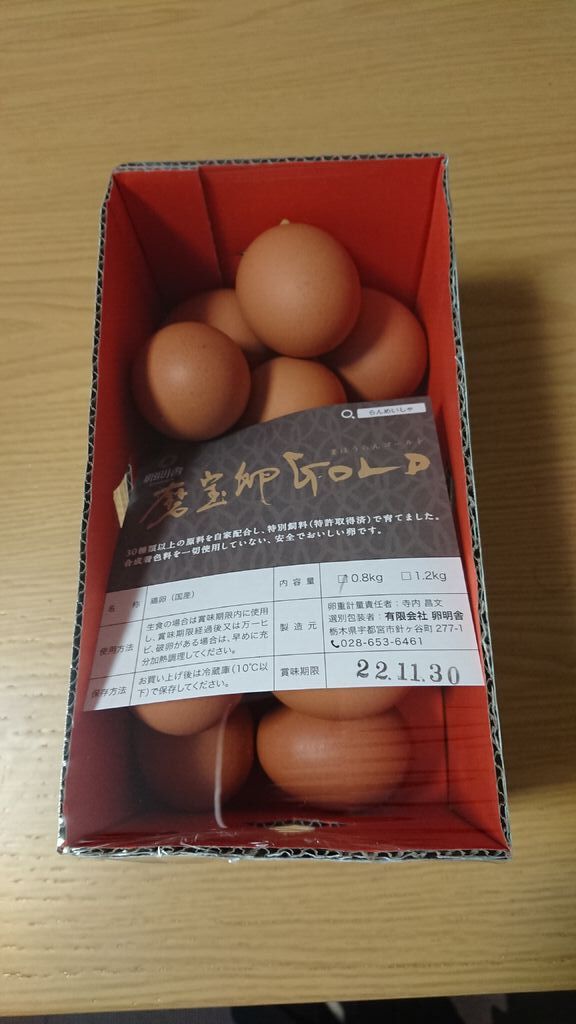 らんめいしゃ
まほうらんゴールド
磨宝卵GOLD
30種類以上の原料を自家配合し、特別飼料(特許取得済)で育てました。
合成着色料を一切使用していない、安全でおいしい卵です。
名 称 鶏卵(国産)
内 容 量 0.8kg 1.2kg
使用方法 生食の場合は賞味期限内に使用
し、賞味期限経過後又は万一ヒ
ビ、破卵がある場合は、早めに充
分加熱調理してください。
製 造 元 卵重計量責任者:寺内 昌文
選別包装者:有限会社 卵明舎
栃木県宇都宮市針ヶ谷町 277-1
028-653-6461
保存方法 お買い上げ後は冷蔵庫(10℃以
下)で保存してください。
賞味期限 22.11.30